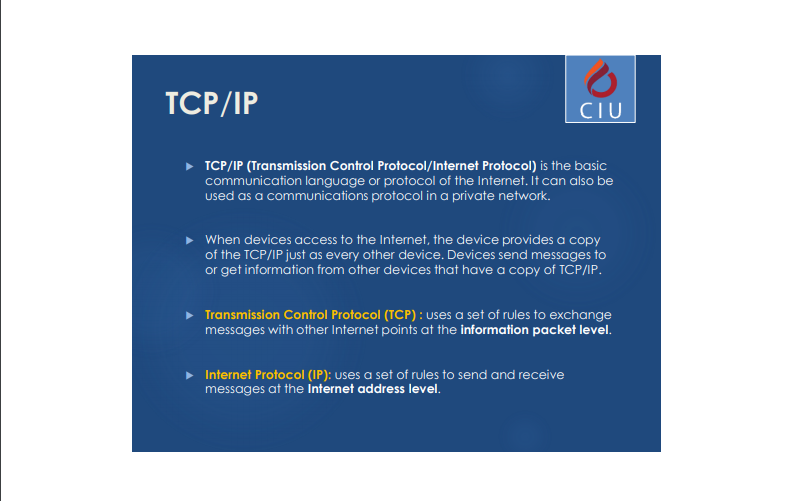 TCP/IP
CIU
TCP/IP (Transmission Control Protocol/Internet Protocol) is the basic
communication language or protocol of the Internet. It can also be
used as a communications protocol in a private network.
When devices access to the Internet, the device provides a copy
of the TCP/IP just as every other device. Devices send messages to
or get information from other devices that have a copy of TCP/IP.
Transmission Control Protocol (TCP) : uses a set of rules to exchange
messages with other Internet points at the information packet level.
Internet Protocol (IP): uses a set of rules to send and receive
messages at the Internet address level.